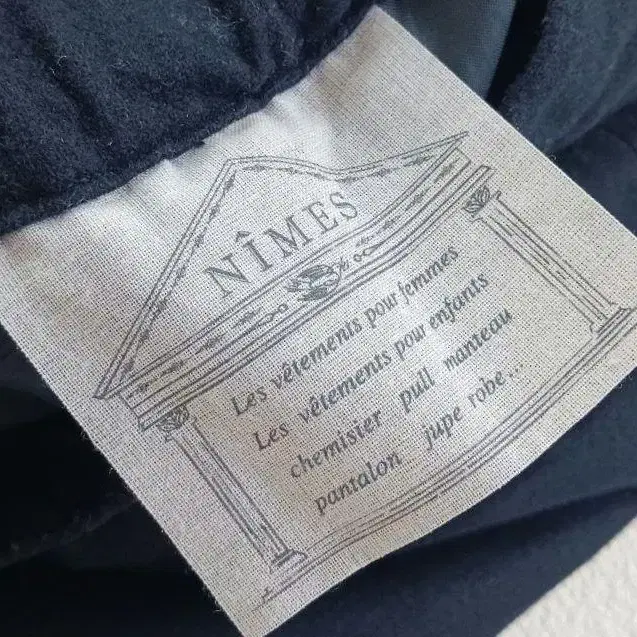 NÎMES
Les vêtements pour femmes
Les vêtements pour enfants
chemisier pull manteau
pantalon jupe robe...